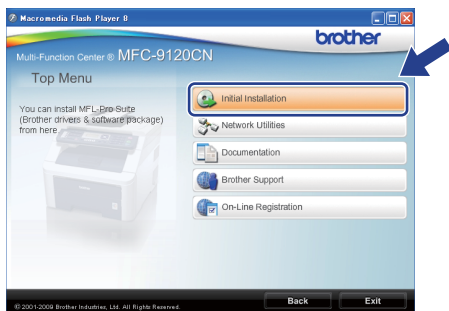 Macromedia Flash Player 8
brother
Multi-Function Center ® MFC-9120CN
Top Menu
You can install MFL-Pro Suite
(Brother drivers & software package)
from here.
Initial Installation
Network Utilities
Documentation
Brother Support
On-Line Registration
© 2001-2009 Brother Industries, Ltd. All Rights Reserved.
Back
Exit